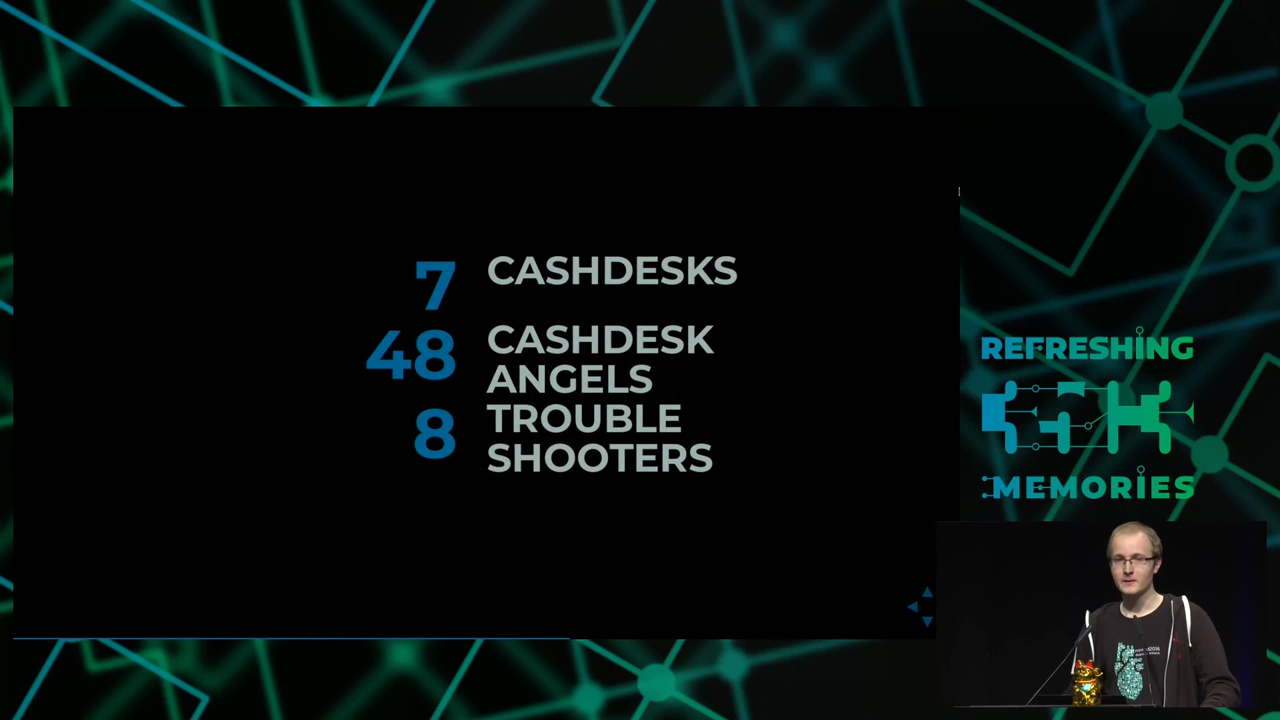 7 CASHDESKS
48 CASHDESK
ANGELS
8 TROUBLE
SHOOTERS
REFRESHING
MEMORIES